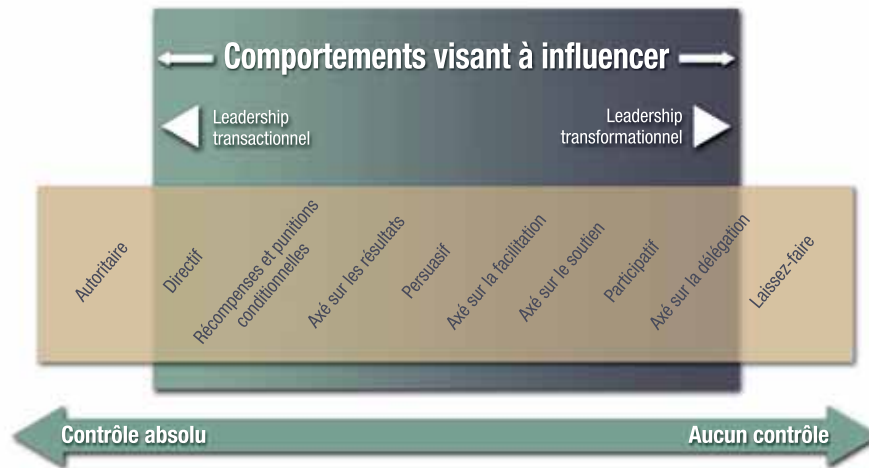 Comportements visant à influencer
Leadership
transactionnel
Leadership
transformationnel
Autoritaire
Directif
Récompenses et punitions
conditionnelles
Axé sur les résultats
Persuasif
Axé sur la facilitation
Axé sur le soutien
Participatif
Axé sur la délégation
Laissez-faire
Contrôle absolu
Aucun contrôle